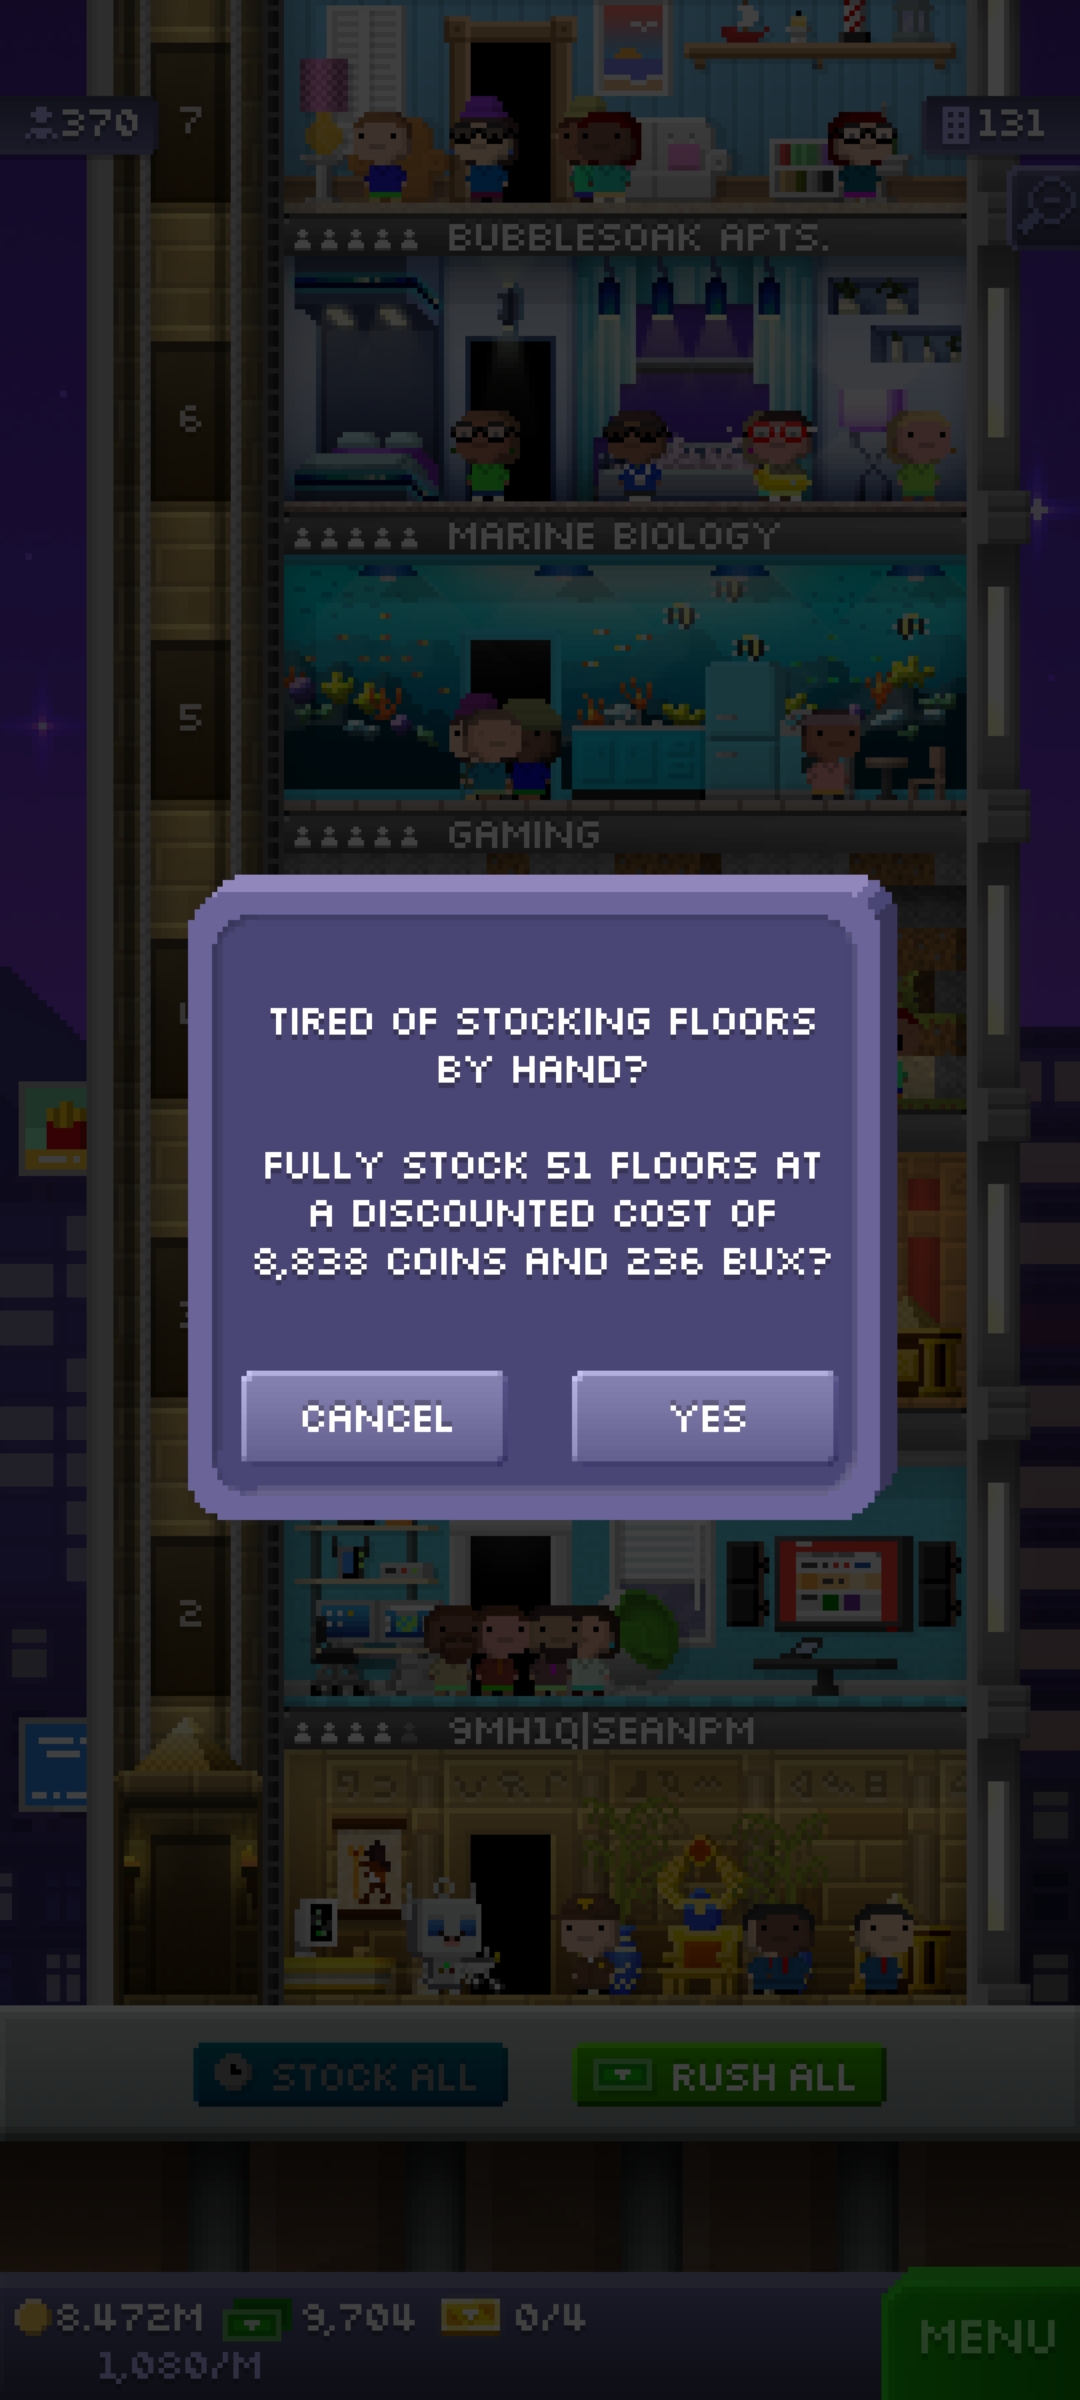 370
7
131
BUBBLESOAK APTS.
6
MARINE BIOLOGY
5
GAMING
TIRED OF STOCKING FLOORS
BY HAND?
FULLY STOCK 51 FLOORS AT
A DISCOUNTED COST OF
8,838 COINS AND 236 BUX?
CANCEL
YES
2
9MH1Q|SEANPM
STOCK ALL
RUSH ALL
8.472M
9,704
0/4
MENU
1,080/M